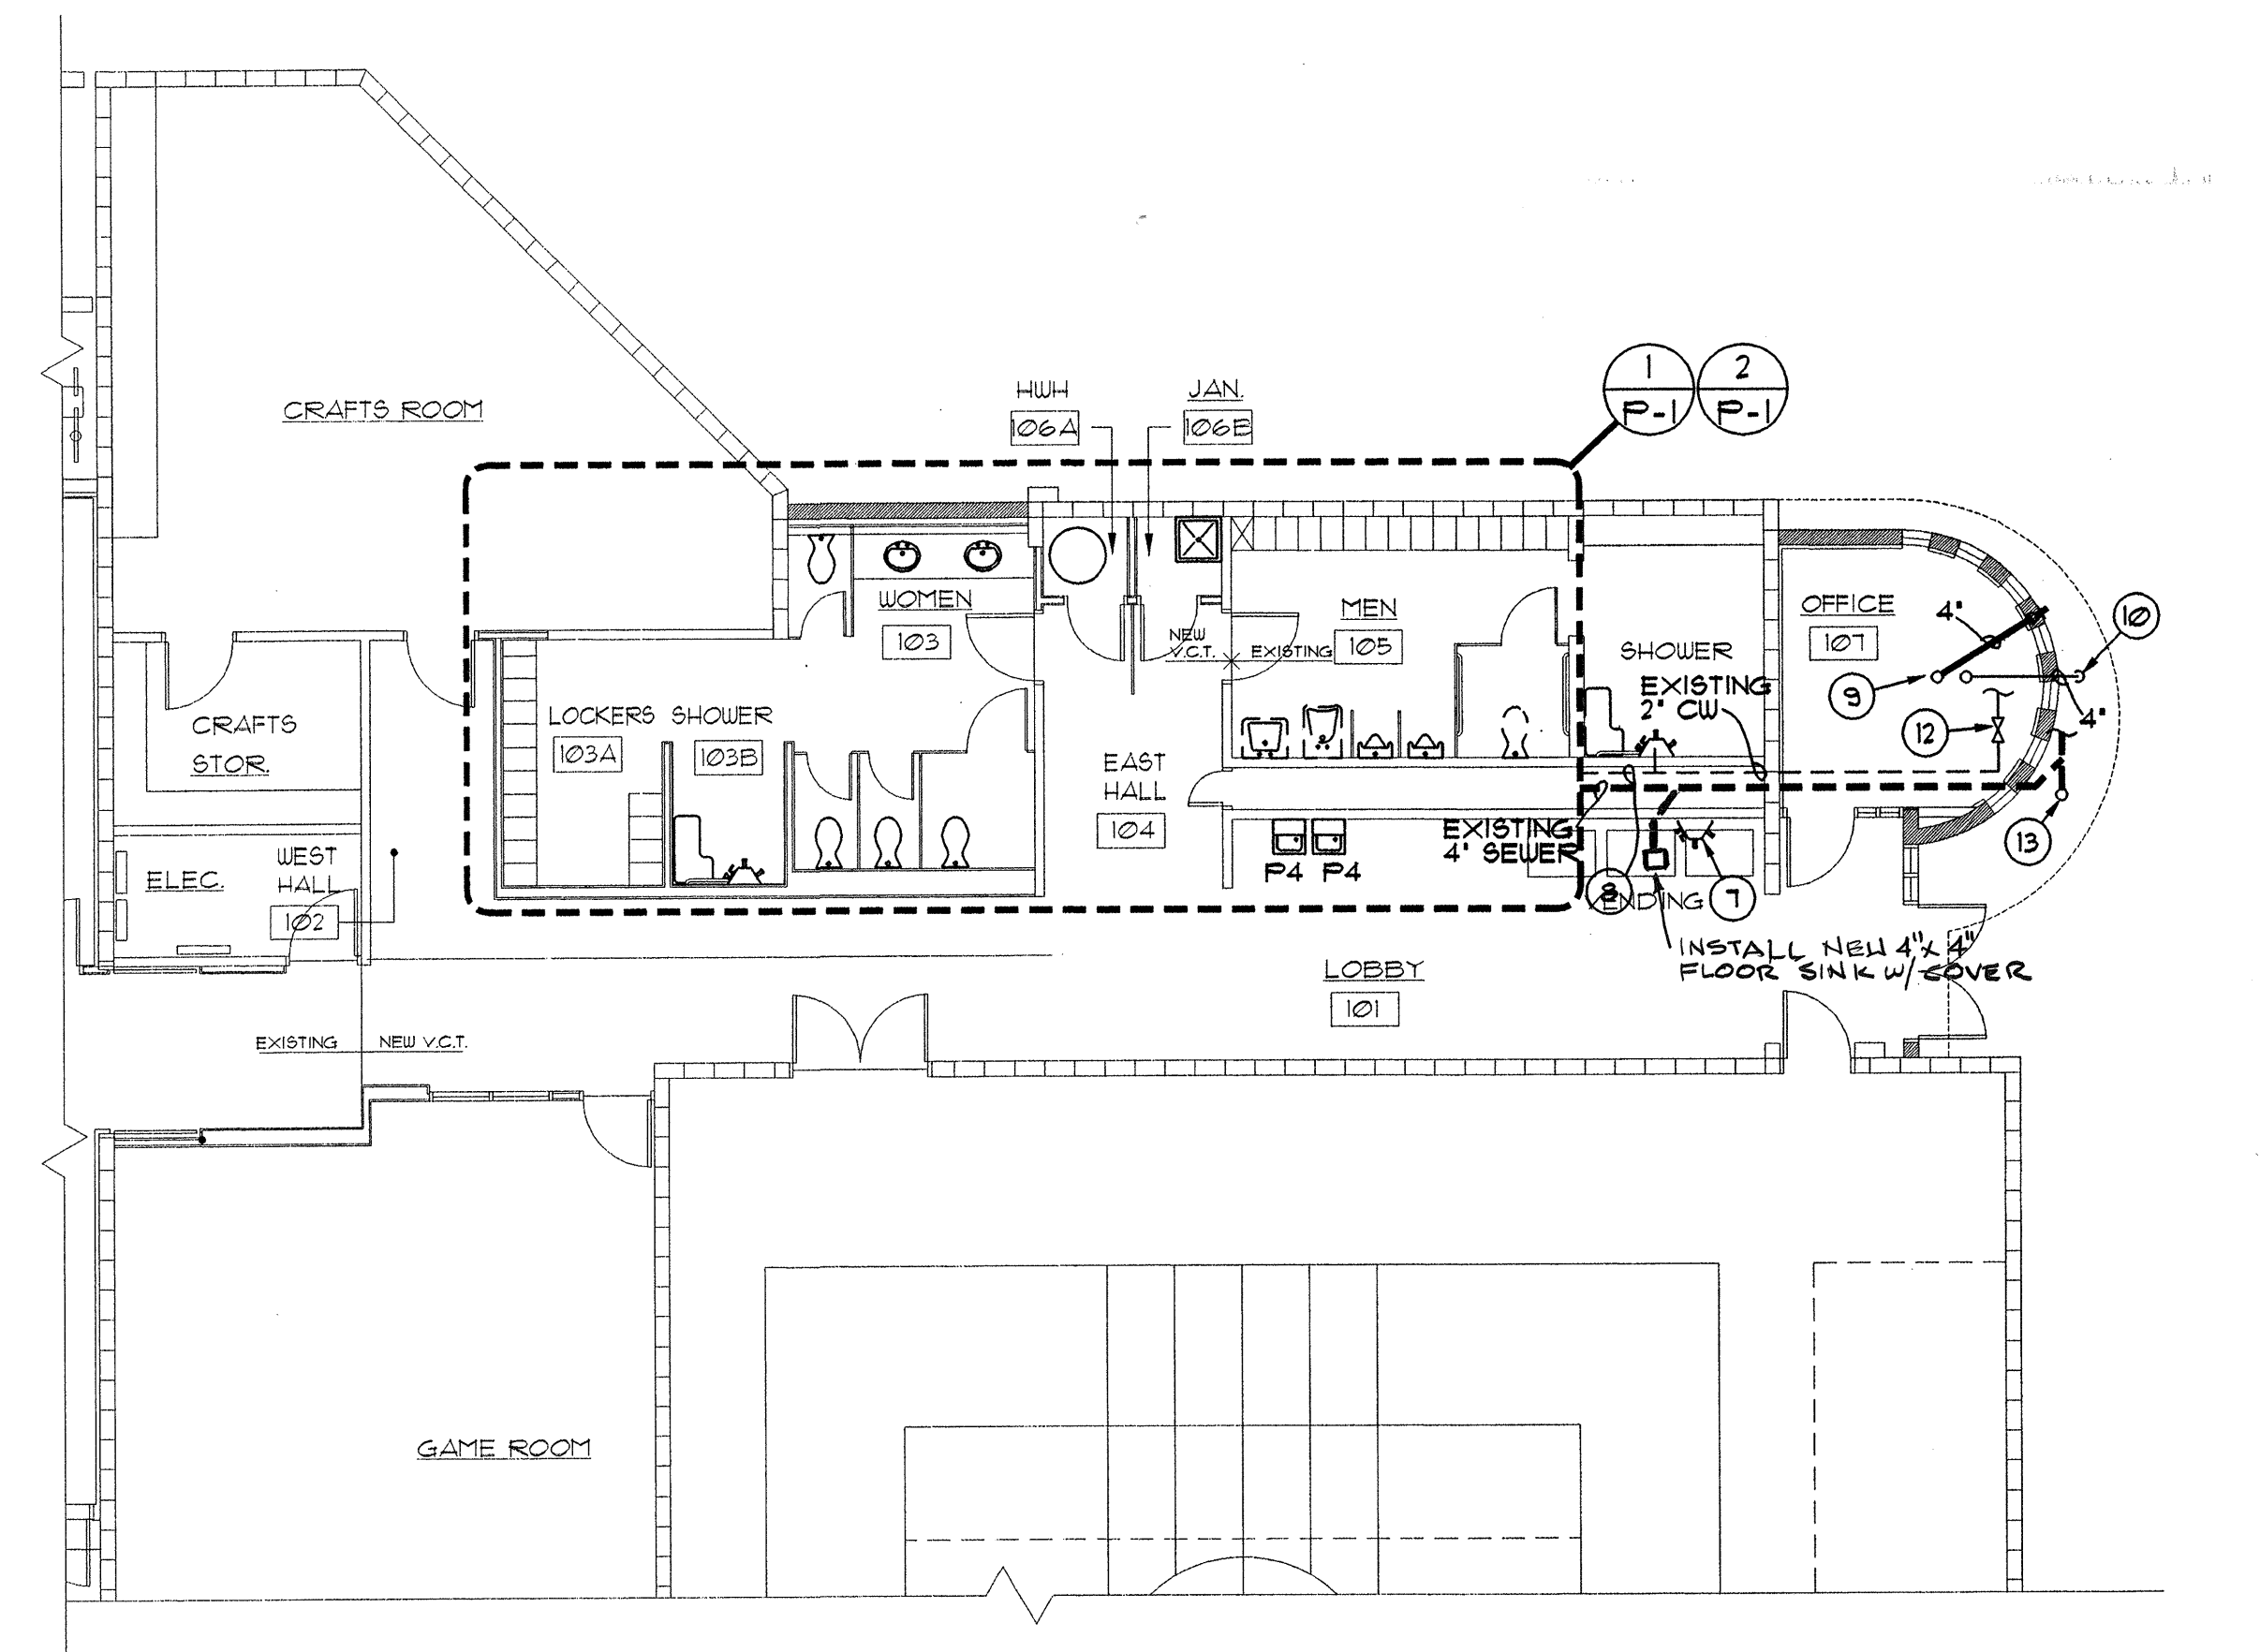 CRAFTS ROOM
HWH
106A
JAN.
106B
1
P-1
2
P-1
WOMEN
103
NEW
V.C.T.
EXISTING
MEN
105
SHOWER
EXISTING
2" CW
OFFICE
107
4"
10
9
12
4"
13
CRAFTS
STOR.
LOCKERS
103A
SHOWER
103B
EAST
HALL
104
EXISTING
4" SEWER
P4
P4
8
7
VENDING
WEST
HALL
102
ELEC.
INSTALL NEW 4"x 4"
FLOOR SINK W/ COVER
LOBBY
101
EXISTING
NEW V.C.T.
GAME ROOM